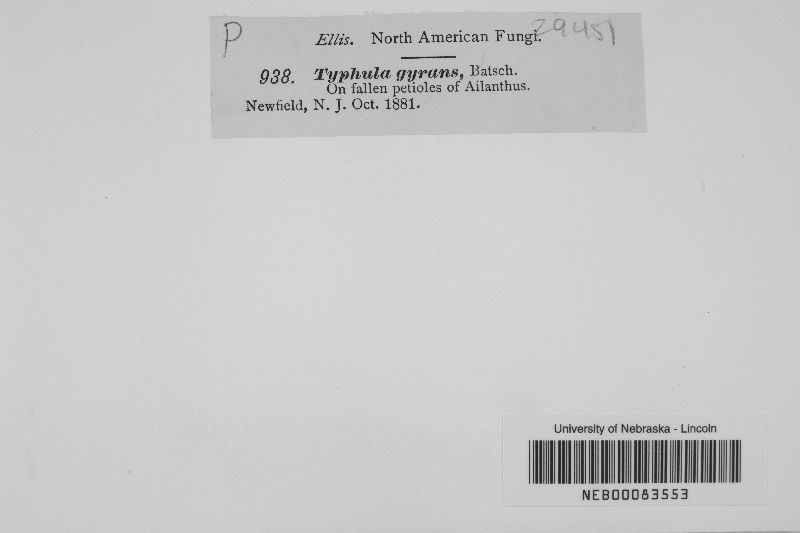 P
29451
Ellis. North American Fungi.
938. Typhula gyrans, Batsch.
On fallen petioles of Ailanthus.
Newfield, N. J. Oct. 1881.
University of Nebraska - Lincoln
NEB00083553